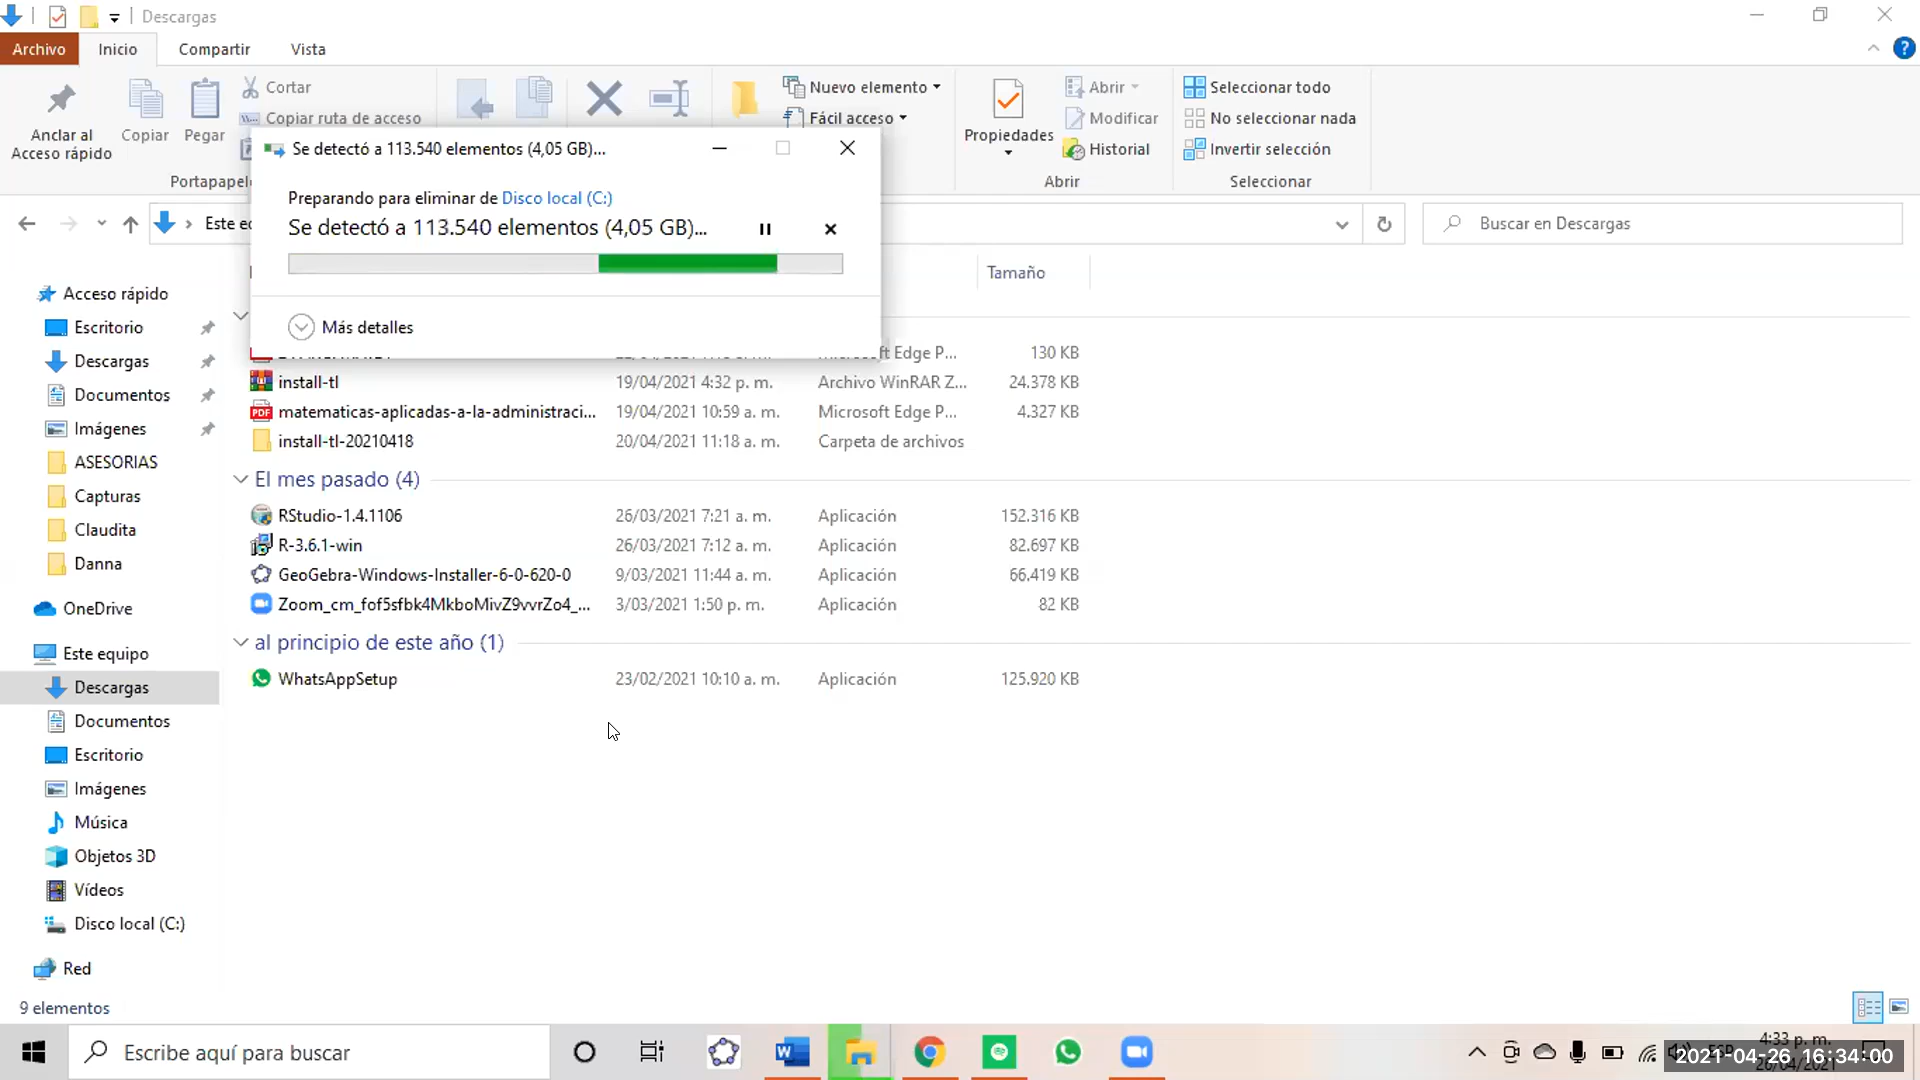 Descargas
Archivo Inicio Compartir Vista
Anclar al
Acceso rápido
Copiar
Pegar
Cortar
Copiar ruta de acceso
Nuevo elemento
Fácil acceso
Propiedades
Abrir
Modificar
Historial
Seleccionar todo
No seleccionar nada
Invertir selección
Abrir
Seleccionar
Se detectó a 113.540 elementos (4,05 GB)...
Preparando para eliminar de Disco local (C:)
Se detectó a 113.540 elementos (4,05 GB)...
Más detalles
Buscar en Descargas
Tamaño
Acceso rápido
Escritorio
Descargas
Documentos
Imágenes
ASESORIAS
Capturas
Claudita
Danna
OneDrive
Este equipo
Descargas
Documentos
Escritorio
Imágenes
Música
Objetos 3D
Vídeos
Disco local (C:)
Red
130 KB
install-tl 19/04/2021 4:32 p. m. Archivo WinRAR Z... 24.378 KB
PDF matematicas-aplicadas-a-la-administraci... 19/04/2021 10:59 a. m. Microsoft Edge P... 4.327 KB
install-tl-20210418 20/04/2021 11:18 a. m. Carpeta de archivos
El mes pasado (4)
RStudio-1.4.1106 26/03/2021 7:21 a. m. Aplicación 152.316 KB
R-3.6.1-win 26/03/2021 7:12 a. m. Aplicación 82.697 KB
GeoGebra-Windows-Installer-6-0-620-0 9/03/2021 11:44 a. m. Aplicación 66.419 KB
Zoom_cm_fof5sfbk4MkboMivZ9vvrZo4_... 3/03/2021 1:50 p. m. Aplicación 82 KB
al principio de este año (1)
WhatsAppSetup 23/02/2021 10:10 a. m. Aplicación 125.920 KB
9 elementos
Escribe aquí para buscar
4:33 p. m.
2021-04-26 16:34:00